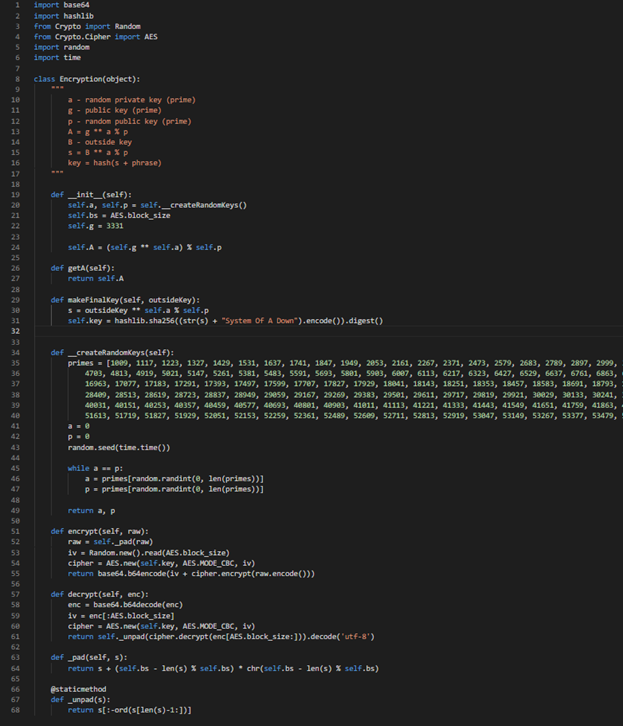 1 import base64
2 import hashlib
3 from Crypto import Random
4 from Crypto.Cipher import AES
5 import random
6 import time
7
8 class Encryption(object):
9 """
10 a - random private key (prime)
11 g - public key (prime)
12 p - random public key (prime)
13 A = g ** a % p
14 B - outside key
15 s = B ** a % p
16 key = hash(s + phrase)
17 """
18
19 def __init__(self):
20 self.a, self.p = self.__createRandomKeys()
21 self.bs = AES.block_size
22 self.g = 3331
23
24 self.A = (self.g ** self.a) % self.p
25
26 def getA(self):
27 return self.A
28
29 def makeFinalKey(self, outsideKey):
30 s = outsideKey ** self.a % self.p
31 self.key = hashlib.sha256((str(s) + "System Of A Down").encode()).digest()
32
33
34 def __createRandomKeys(self):
35 primes = [1009, 1117, 1223, 1327, 1429, 1531, 1637, 1741, 1847, 1949, 2053, 2161, 2267, 2371, 2473, 2579, 2683, 2789, 2897, 2999,
36 4703, 4813, 4919, 5021, 5147, 5261, 5381, 5483, 5591, 5693, 5801, 5903, 6007, 6113, 6217, 6323, 6427, 6529, 6637, 6761, 6863,
37 16963, 17077, 17183, 17291, 17393, 17497, 17599, 17707, 17827, 17929, 18041, 18143, 18251, 18353, 18457, 18583, 18691, 18793,
38 28409, 28513, 28619, 28723, 28837, 28949, 29059, 29167, 29269, 29383, 29501, 29611, 29717, 29819, 29921, 30029, 30133, 30241,
39 40031, 40151, 40253, 40357, 40459, 40577, 40693, 40801, 40903, 41011, 41113, 41221, 41333, 41443, 41549, 41651, 41759, 41863,
40 51613, 51719, 51827, 51929, 52051, 52153, 52259, 52361, 52489, 52609, 52711, 52813, 52919, 53047, 53149, 53267, 53377, 53479,
41 a = 0
42 p = 0
43 random.seed(time.time())
44
45 while a == p:
46 a = primes[random.randint(0, len(primes))]
47 p = primes[random.randint(0, len(primes))]
48
49 return a, p
50
51 def encrypt(self, raw):
52 raw = self._pad(raw)
53 iv = Random.new().read(AES.block_size)
54 cipher = AES.new(self.key, AES.MODE_CBC, iv)
55 return base64.b64encode(iv + cipher.encrypt(raw.encode()))
56
57 def decrypt(self, enc):
58 enc = base64.b64decode(enc)
59 iv = enc[:AES.block_size]
60 cipher = AES.new(self.key, AES.MODE_CBC, iv)
61 return self._unpad(cipher.decrypt(enc[AES.block_size:])).decode('utf-8')
62
63 def _pad(self, s):
64 return s + (self.bs - len(s) % self.bs) * chr(self.bs - len(s) % self.bs)
65
66 @staticmethod
67 def _unpad(s):
68 return s[:-ord(s[len(s)-1:])]